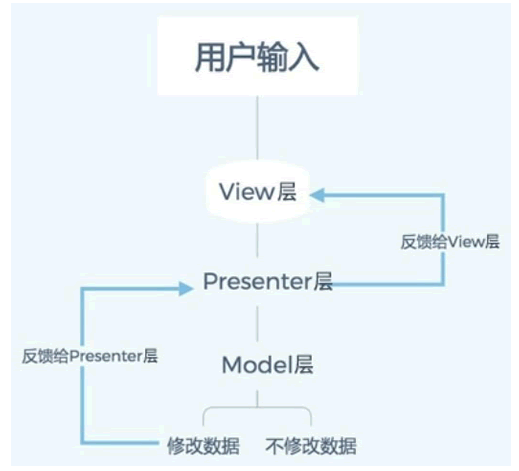 用户输入
View层
反馈给View层
Presenter层
反馈给Presenter层
Model层
修改数据
不修改数据